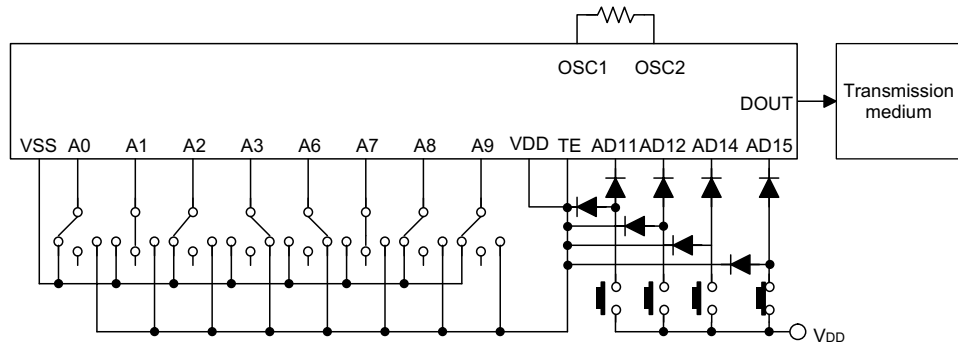 OSC1 OSC2
DOUT
Transmission
medium
VSS A0 A1 A2 A3 A6 A7 A8 A9 VDD TE AD11 AD12 AD14 AD15
VDD